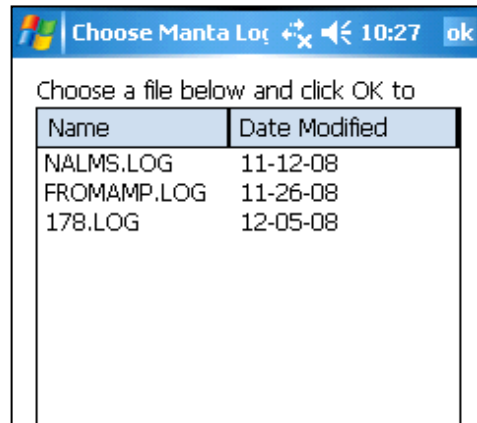 Choose Manta Log 10:27 ok
Choose a file below and click OK to
Name Date Modified
NALMS.LOG 11-12-08
FROMAMP.LOG 11-26-08
178.LOG 12-05-08